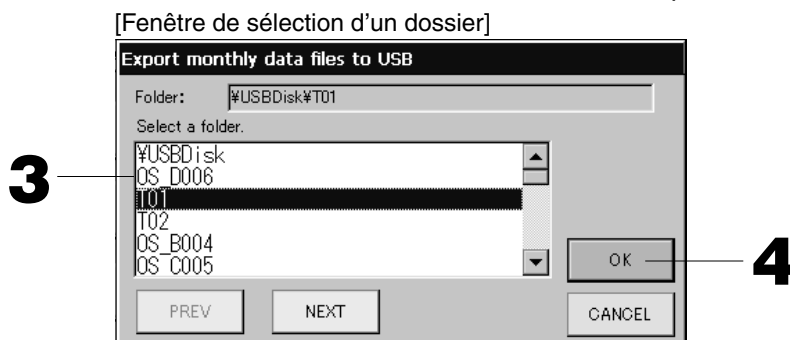 [Fenêtre de sélection d'un dossier]
Export monthly data files to USB
Folder: ¥USBDisk¥T01
Select a folder.
¥USBDisk
3
OS_D006
T01
T02
OS_B004
OS_C005
OK
4
PREV NEXT CANCEL